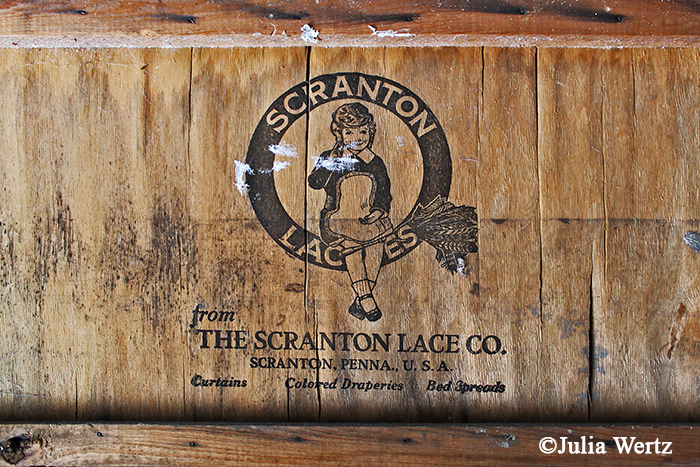 SCRANTON
LACES
from
THE SCRANTON LACE CO.
SCRANTON, PENNA., U. S. A.
Curtains Colored Draperies Bed Spreads
©Julia Wertz